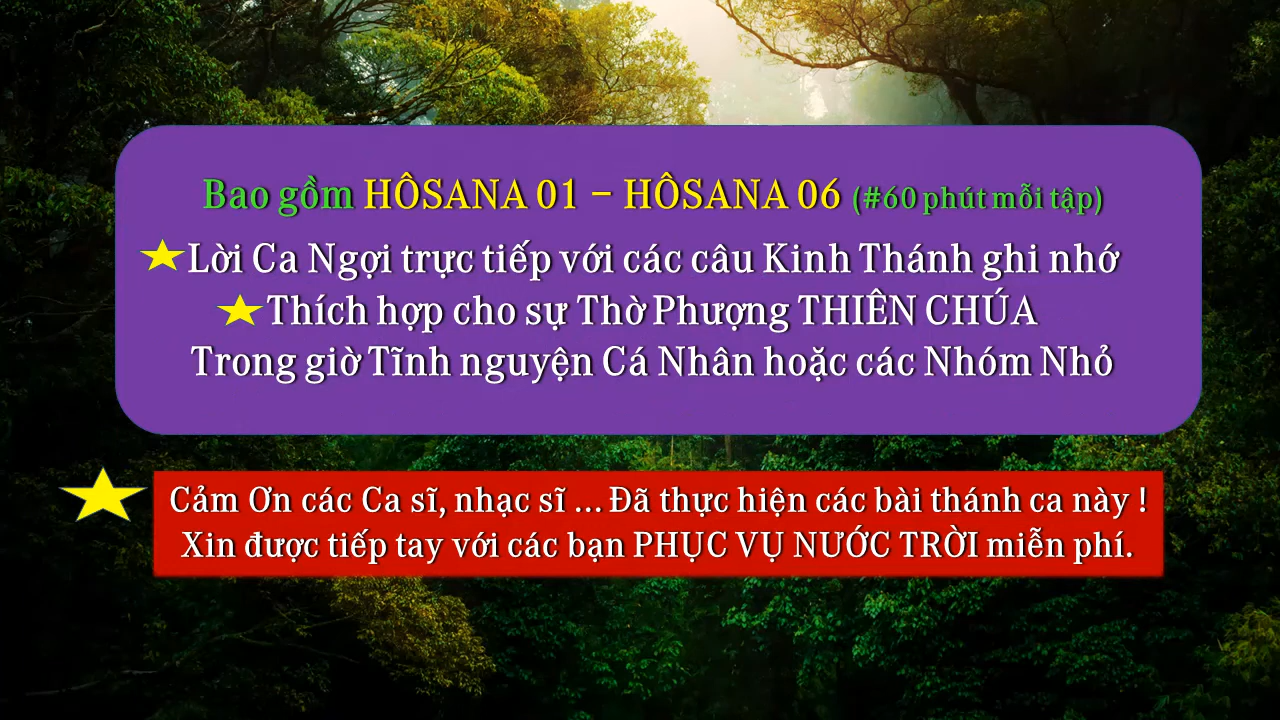 Bao gồm HÔSANA 01 – HÔSANA 06 (#60 phút mỗi tập)
Lời Ca Ngợi trực tiếp với các câu Kinh Thánh ghi nhớ
Thích hợp cho sự Thờ Phượng THIÊN CHÚA
Trong giờ Tĩnh nguyện Cá Nhân hoặc các Nhóm Nhỏ
Cảm Ơn các Ca sĩ, nhạc sĩ ... Đã thực hiện các bài thánh ca này !
Xin được tiếp tay với các bạn PHỤC VỤ NƯỚC TRỜI miễn phí.